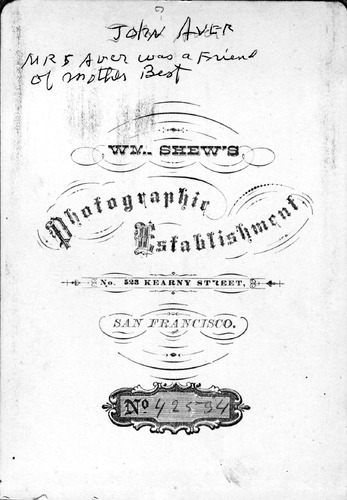 JOHN AVER
MRS AVER WAS A FRIEND
OF MOTHER BEST
WM.. SHEW'S
Photographic
Establishment
No. 523 KEARNY STREET,
SAN FRANCISCO.
No 42594